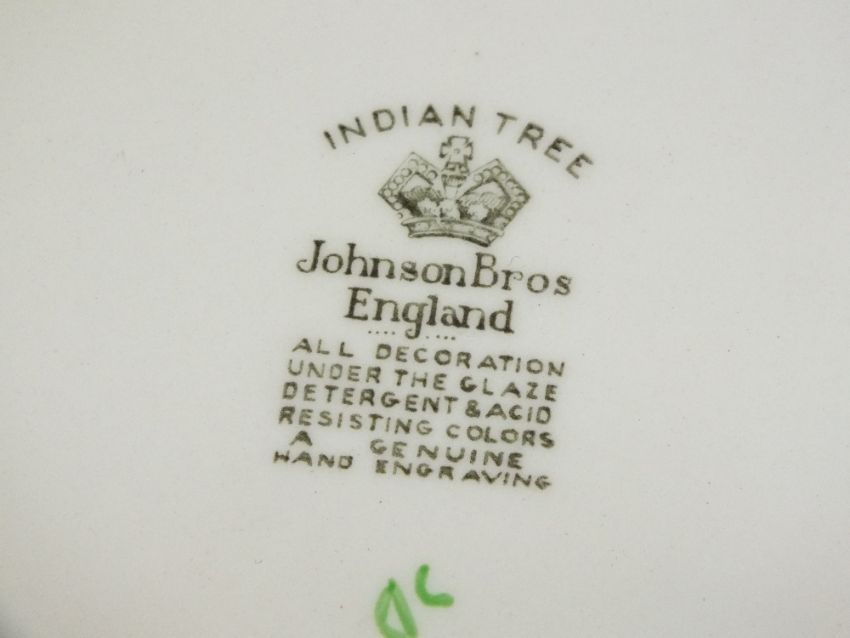 INDIAN TREE
Johnson Bros
England
ALL DECORATION
UNDER THE GLAZE
DETERGENT & ACID
RESISTING COLORS
A GENUINE
HAND ENGRAVING